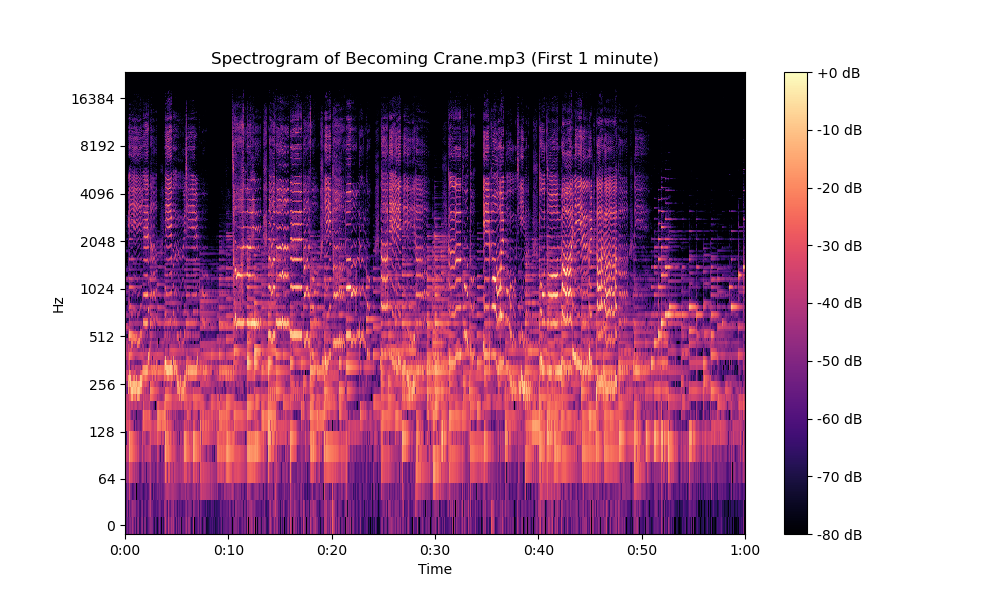 Spectrogram of Becoming Crane.mp3 (First 1 minute)
16384
8192
4096
2048
1024
512
256
128
64
0
Hz
0:00
0:10
0:20
0:30
0:40
0:50
1:00
Time
+0 dB
-10 dB
-20 dB
-30 dB
-40 dB
-50 dB
-60 dB
-70 dB
-80 dB